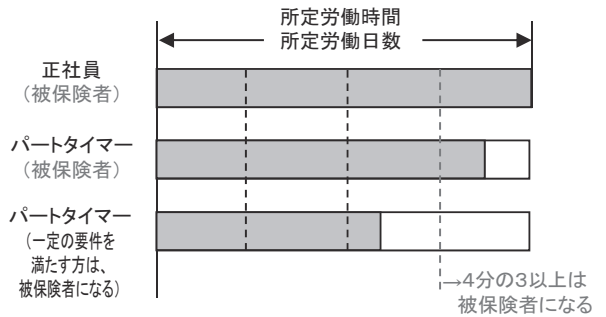 所定労働時間
所定労働日数
正社員
（被保険者）
パートタイマー
（被保険者）
パートタイマー
（一定の要件を
満たす方は、
被保険者になる）
→4分の3以上は
被保険者になる